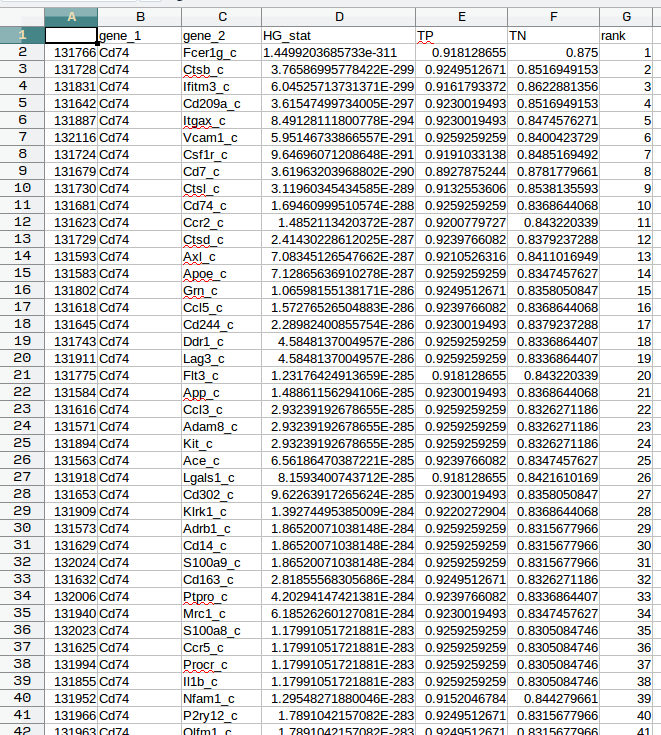 A B C D E F G
1 gene_1 gene_2 HG_stat TP TN rank
2 131766 Cd74 Fcer1g_c 1.4499203685733e-311 0.918128655 0.875 1
3 131728 Cd74 Ctsb_c 3.76586995778422E-299 0.9249512671 0.8516949153 2
4 131831 Cd74 Ifitm3_c 6.04525713731371E-299 0.9161793372 0.8622881356 3
5 131642 Cd74 Cd209a_c 3.61547499734005E-297 0.9230019493 0.8516949153 4
6 131887 Cd74 Itgax_c 8.49128111800778E-294 0.9230019493 0.8474576271 5
7 132116 Cd74 Vcam1_c 5.95146733866557E-291 0.9259259259 0.8400423729 6
8 131724 Cd74 Csf1r_c 9.64696071208648E-291 0.9191033138 0.8485169492 7
9 131679 Cd74 Cd7_c 3.61963203968802E-290 0.8927875244 0.8781779661 8
10 131730 Cd74 Ctsl_c 3.11960345434585E-289 0.9132553606 0.8538135593 9
11 131681 Cd74 Cd74_c 1.69460999510574E-288 0.9259259259 0.8368644068 10
12 131623 Cd74 Ccr2_c 1.4852113420372E-287 0.9200779727 0.843220339 11
13 131729 Cd74 Ctsd_c 2.41430228612025E-287 0.9239766082 0.8379237288 12
14 131593 Cd74 Axl_c 7.08345126547662E-287 0.9210526316 0.8411016949 13
15 131583 Cd74 Apoe_c 7.12865636910278E-287 0.9259259259 0.8347457627 14
16 131802 Cd74 Grn_c 1.06598155138171E-286 0.9249512671 0.8358050847 15
17 131618 Cd74 Ccl5_c 1.57276526504883E-286 0.9239766082 0.8368644068 16
18 131645 Cd74 Cd244_c 2.28982400855754E-286 0.9230019493 0.8379237288 17
19 131743 Cd74 Ddr1_c 4.5848137004957E-286 0.9259259259 0.8336864407 18
20 131911 Cd74 Lag3_c 4.5848137004957E-286 0.9259259259 0.8336864407 19
21 131775 Cd74 Flt3_c 1.23176424913659E-285 0.918128655 0.843220339 20
22 131584 Cd74 App_c 1.48861156294106E-285 0.9230019493 0.8368644068 21
23 131616 Cd74 Ccl3_c 2.93239192678655E-285 0.9259259259 0.8326271186 22
24 131571 Cd74 Adam8_c 2.93239192678655E-285 0.9259259259 0.8326271186 23
25 131894 Cd74 Kit_c 2.93239192678655E-285 0.9259259259 0.8326271186 24
26 131563 Cd74 Ace_c 6.56186470387221E-285 0.9239766082 0.8347457627 25
27 131918 Cd74 Lgals1_c 8.1593400743712E-285 0.918128655 0.8421610169 26
28 131653 Cd74 Cd302_c 9.62263917265624E-285 0.9230019493 0.8358050847 27
29 131909 Cd74 Klrk1_c 1.39274495385009E-284 0.9220272904 0.8368644068 28
30 131573 Cd74 Adrb1_c 1.86520071038148E-284 0.9259259259 0.8315677966 29
31 131629 Cd74 Cd14_c 1.86520071038148E-284 0.9259259259 0.8315677966 30
32 132024 Cd74 S100a9_c 1.86520071038148E-284 0.9259259259 0.8315677966 31
33 131632 Cd74 Cd163_c 2.81855568305686E-284 0.9249512671 0.8326271186 32
34 132006 Cd74 Ptpro_c 4.20294147421381E-284 0.9239766082 0.8336864407 33
35 131940 Cd74 Mrc1_c 6.18526260127081E-284 0.9230019493 0.8347457627 34
36 132023 Cd74 S100a8_c 1.17991051721881E-283 0.9259259259 0.8305084746 35
37 131625 Cd74 Ccr5_c 1.17991051721881E-283 0.9259259259 0.8305084746 36
38 131994 Cd74 Procr_c 1.17991051721881E-283 0.9259259259 0.8305084746 37
39 131855 Cd74 Il1b_c 1.17991051721881E-283 0.9259259259 0.8305084746 38
40 131952 Cd74 Nfam1_c 1.29548271880046E-283 0.9152046784 0.844279661 39
41 131966 Cd74 P2ry12_c 1.7891042157082E-283 0.9249512671 0.8315677966 40
42 131963 Cd74 Olfm1_c 1.7891042157082E-283 0.9249512671 0.8315677966 41